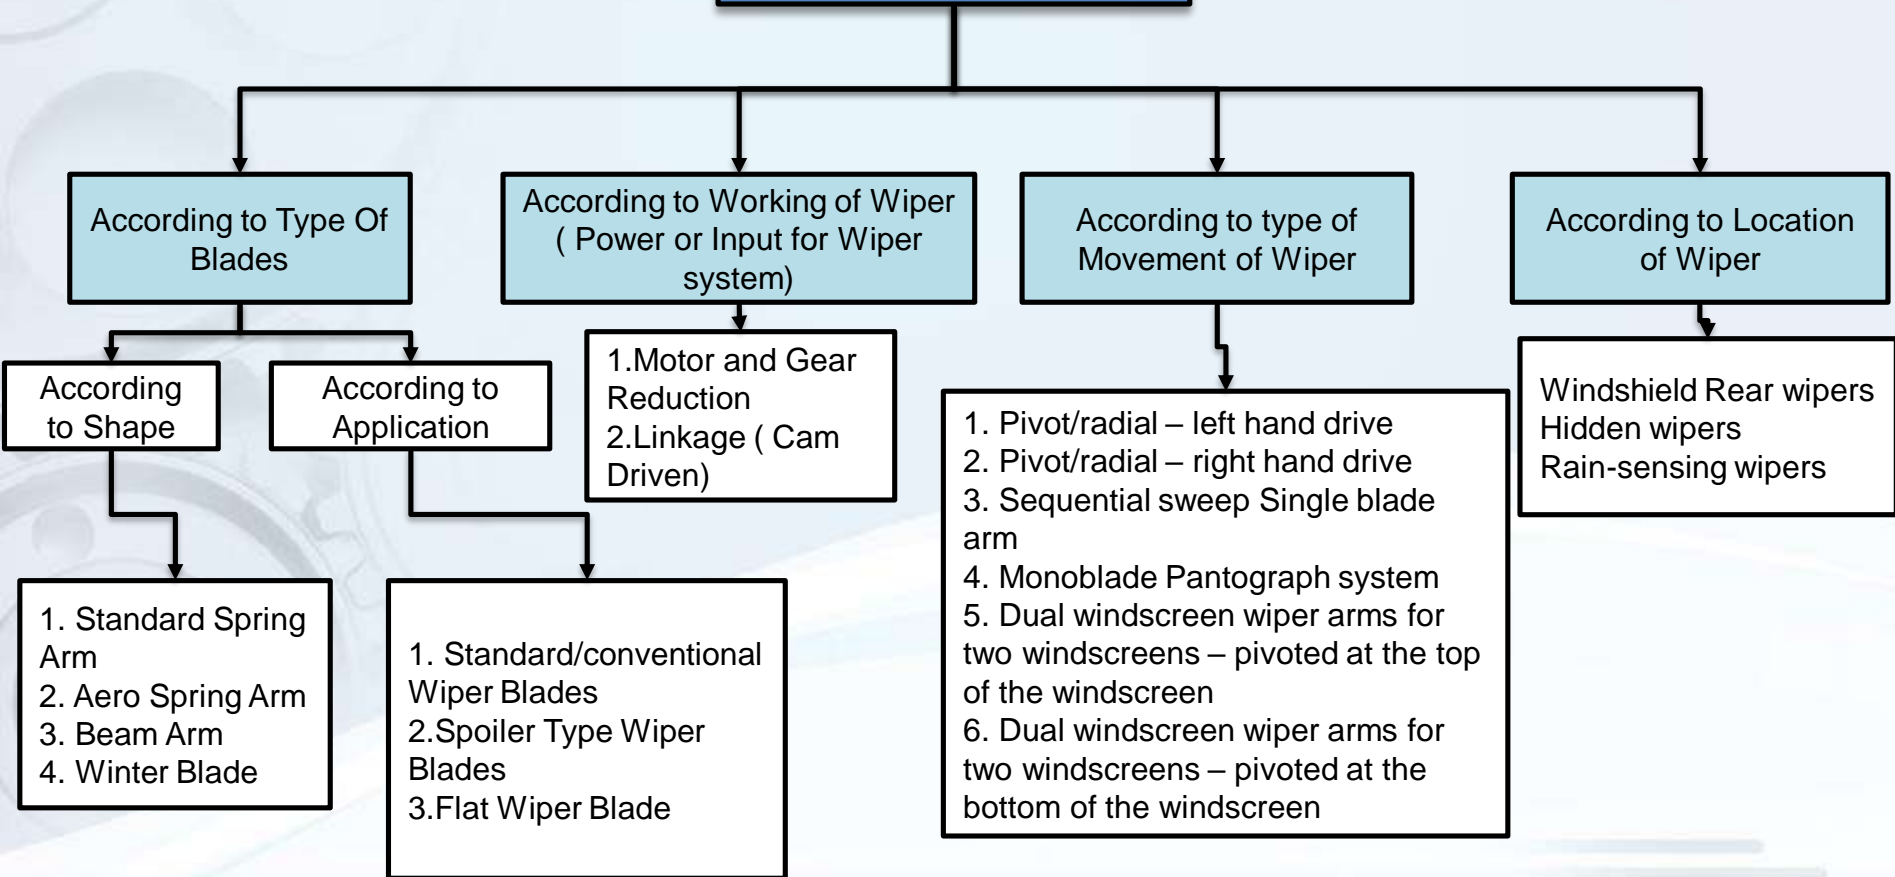 According to Type Of
Blades
According to Working of Wiper
( Power or Input for Wiper
system)
According to type of
Movement of Wiper
According to Location
of Wiper
According
to Shape
According to
Application
1.Motor and Gear
Reduction
2.Linkage ( Cam
Driven)
1. Pivot/radial – left hand drive
2. Pivot/radial – right hand drive
3. Sequential sweep Single blade
arm
4. Monoblade Pantograph system
5. Dual windscreen wiper arms for
two windscreens – pivoted at the top
of the windscreen
6. Dual windscreen wiper arms for
two windscreens – pivoted at the
bottom of the windscreen
Windshield Rear wipers
Hidden wipers
Rain-sensing wipers
1. Standard Spring
Arm
2. Aero Spring Arm
3. Beam Arm
4. Winter Blade
1. Standard/conventional
Wiper Blades
2.Spoiler Type Wiper
Blades
3.Flat Wiper Blade